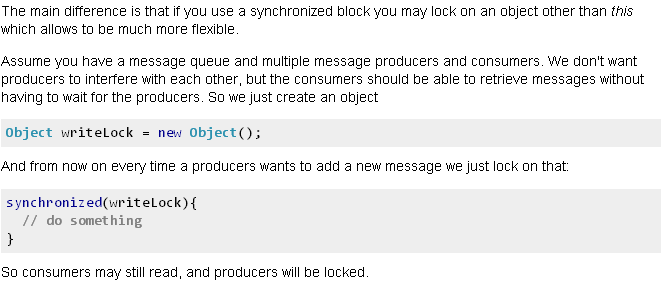 The main difference is that if you use a synchronized block you may lock on an object other than this
which allows to be much more flexible.
Assume you have a message queue and multiple message producers and consumers. We don't want
producers to interfere with each other, but the consumers should be able to retrieve messages without
having to wait for the producers. So we just create an object
Object writeLock = new Object();
And from now on every time a producers wants to add a new message we just lock on that:
synchronized(writeLock){
  // do something
}
So consumers may still read, and producers will be locked.